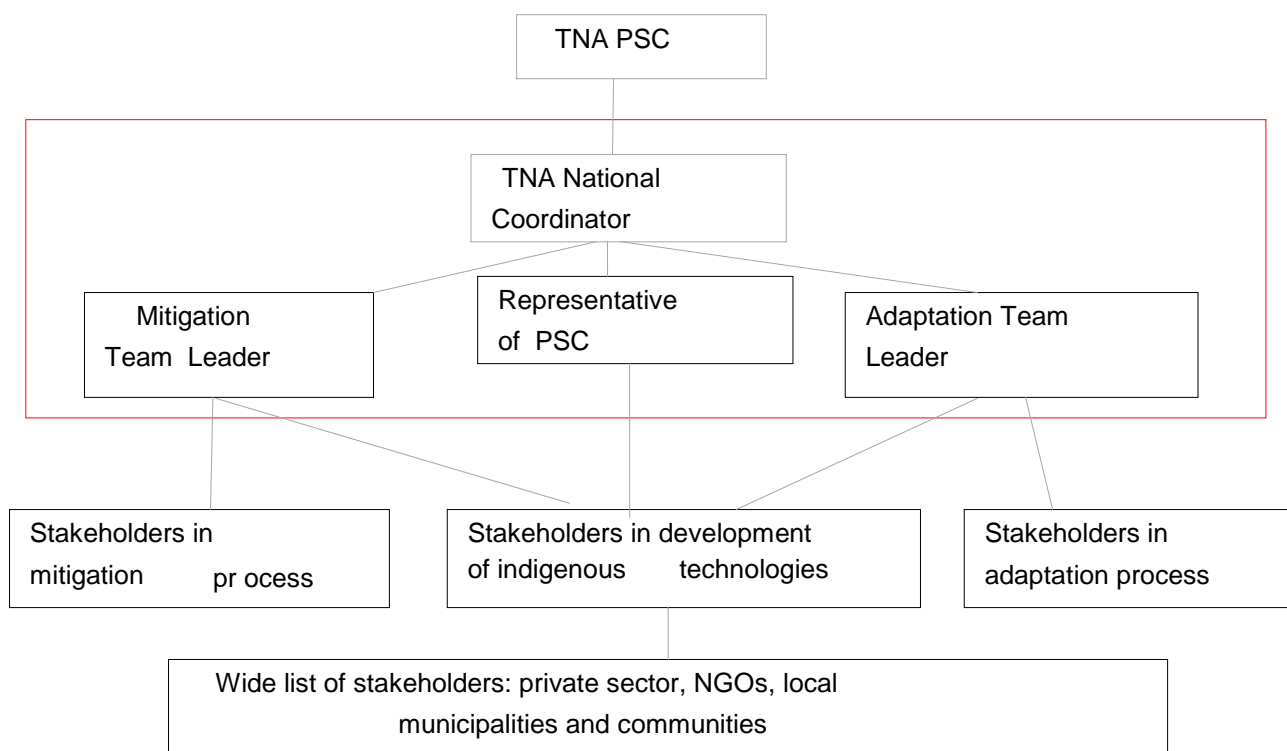 TNA PSC
TNA National
Coordinator
Mitigation
Team Leader
Representative
of PSC
Adaptation Team
Leader
Stakeholders in
mitigation pr ocess
Stakeholders in development
of indigenous technologies
Stakeholders in
adaptation process
Wide list of stakeholders: private sector, NGOs, local
municipalities and communities